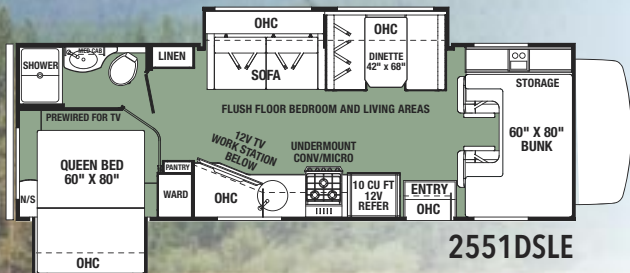 OHC
OHC
MED CAB
LINEN
SHOWER
SOFA
DINETTE
42" x 68"
STORAGE
PREWIRED FOR TV
FLUSH FLOOR BEDROOM AND LIVING AREAS
60" X 80"
BUNK
12V TV
WORK STATION
BELOW
UNDERMOUNT
CONV/MICRO
QUEEN BED
60" X 80"
PANTRY
N/S
WARD
OHC
10 CU FT
12V
REFER
ENTRY
OHC
OHC
2551DSLE